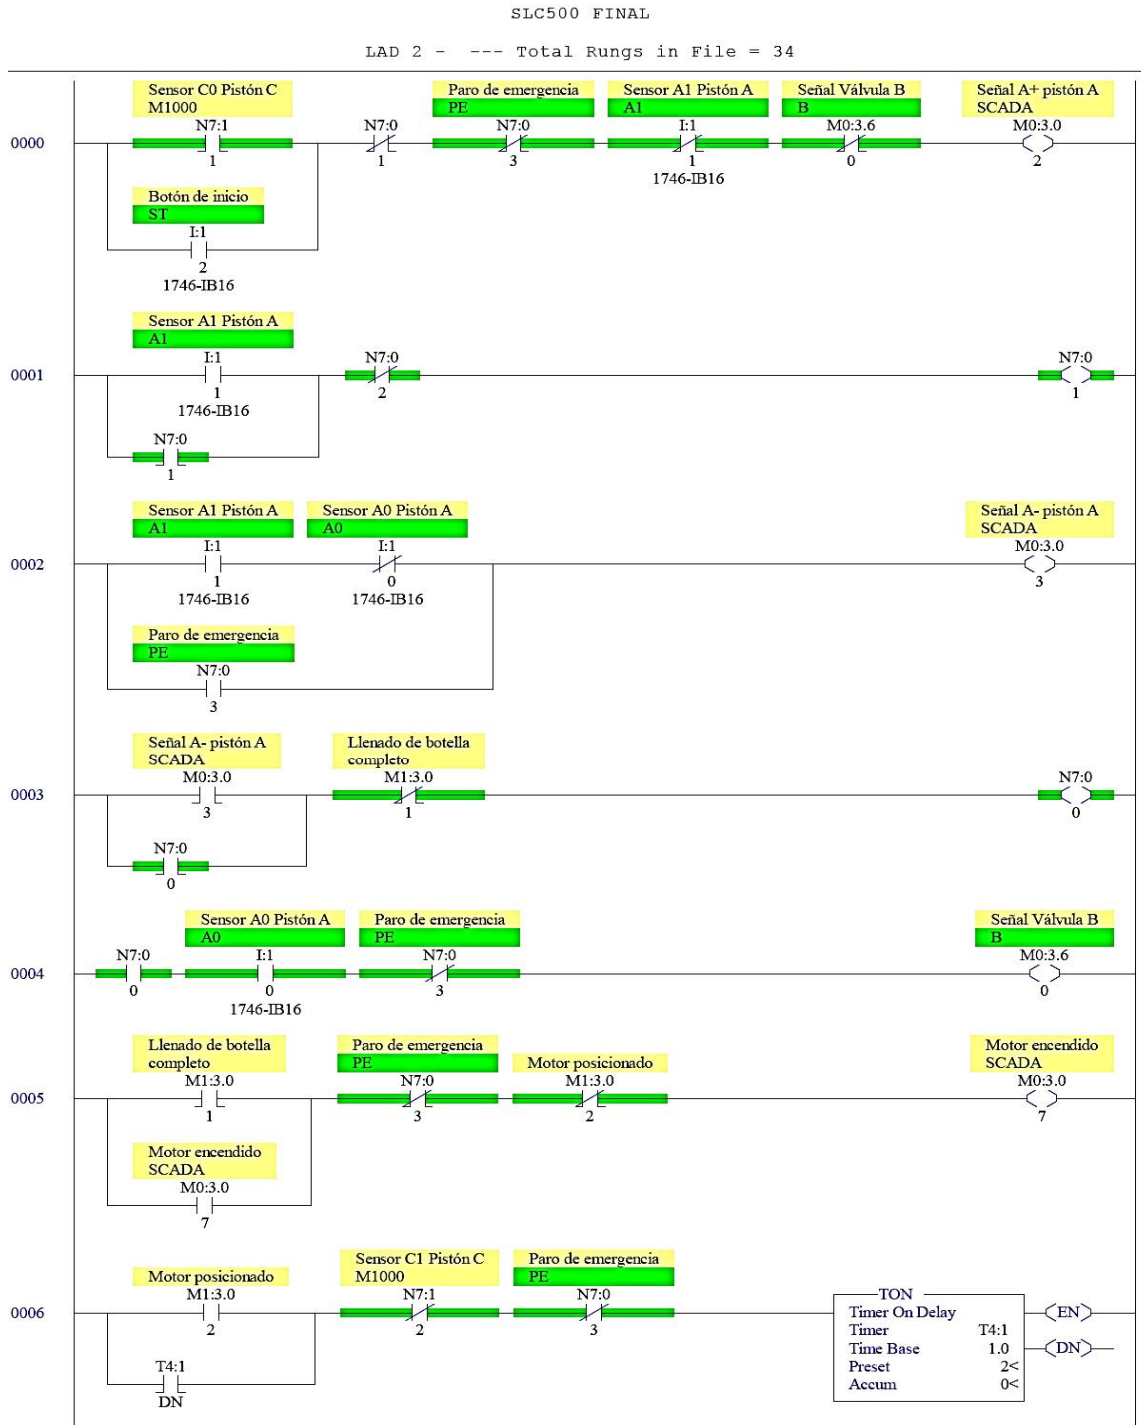 SLC500 FINAL
LAD 2 - --- Total Rungs in File = 34
Sensor C0 Pistón C
M1000
N7:1
1
N7:0
1
Paro de emergencia
PE
N7:0
3
Sensor A1 Pistón A
A1
I:1
1
1746-IB16
Señal Válvula B
B
M0:3.6
0
Señal A+ pistón A
SCADA
M0:3.0
2
0000
Botón de inicio
ST
I:1
2
1746-IB16
0001
Sensor A1 Pistón A
A1
I:1
1
1746-IB16
N7:0
2
N7:0
1
N7:0
1
0002
Sensor A1 Pistón A
A1
I:1
1
1746-IB16
Sensor A0 Pistón A
A0
I:1
0
1746-IB16
Señal A- pistón A
SCADA
M0:3.0
3
Paro de emergencia
PE
N7:0
3
0003
Señal A- pistón A
SCADA
M0:3.0
3
Llenado de botella
completo
M1:3.0
1
N7:0
0
N7:0
0
0004
N7:0
0
Sensor A0 Pistón A
A0
I:1
0
1746-IB16
Paro de emergencia
PE
N7:0
3
Señal Válvula B
B
M0:3.6
0
0005
Llenado de botella
completo
M1:3.0
1
Paro de emergencia
PE
N7:0
3
Motor posicionado
M1:3.0
2
Motor encendido
SCADA
M0:3.0
7
Motor encendido
SCADA
M0:3.0
7
0006
Motor posicionado
M1:3.0
2
Sensor C1 Pistón C
M1000
N7:1
2
Paro de emergencia
PE
N7:0
3
TON
Timer On Delay
Timer T4:1
Time Base 1.0
Preset 2<
Accum 0<
EN
DN
T4:1
DN